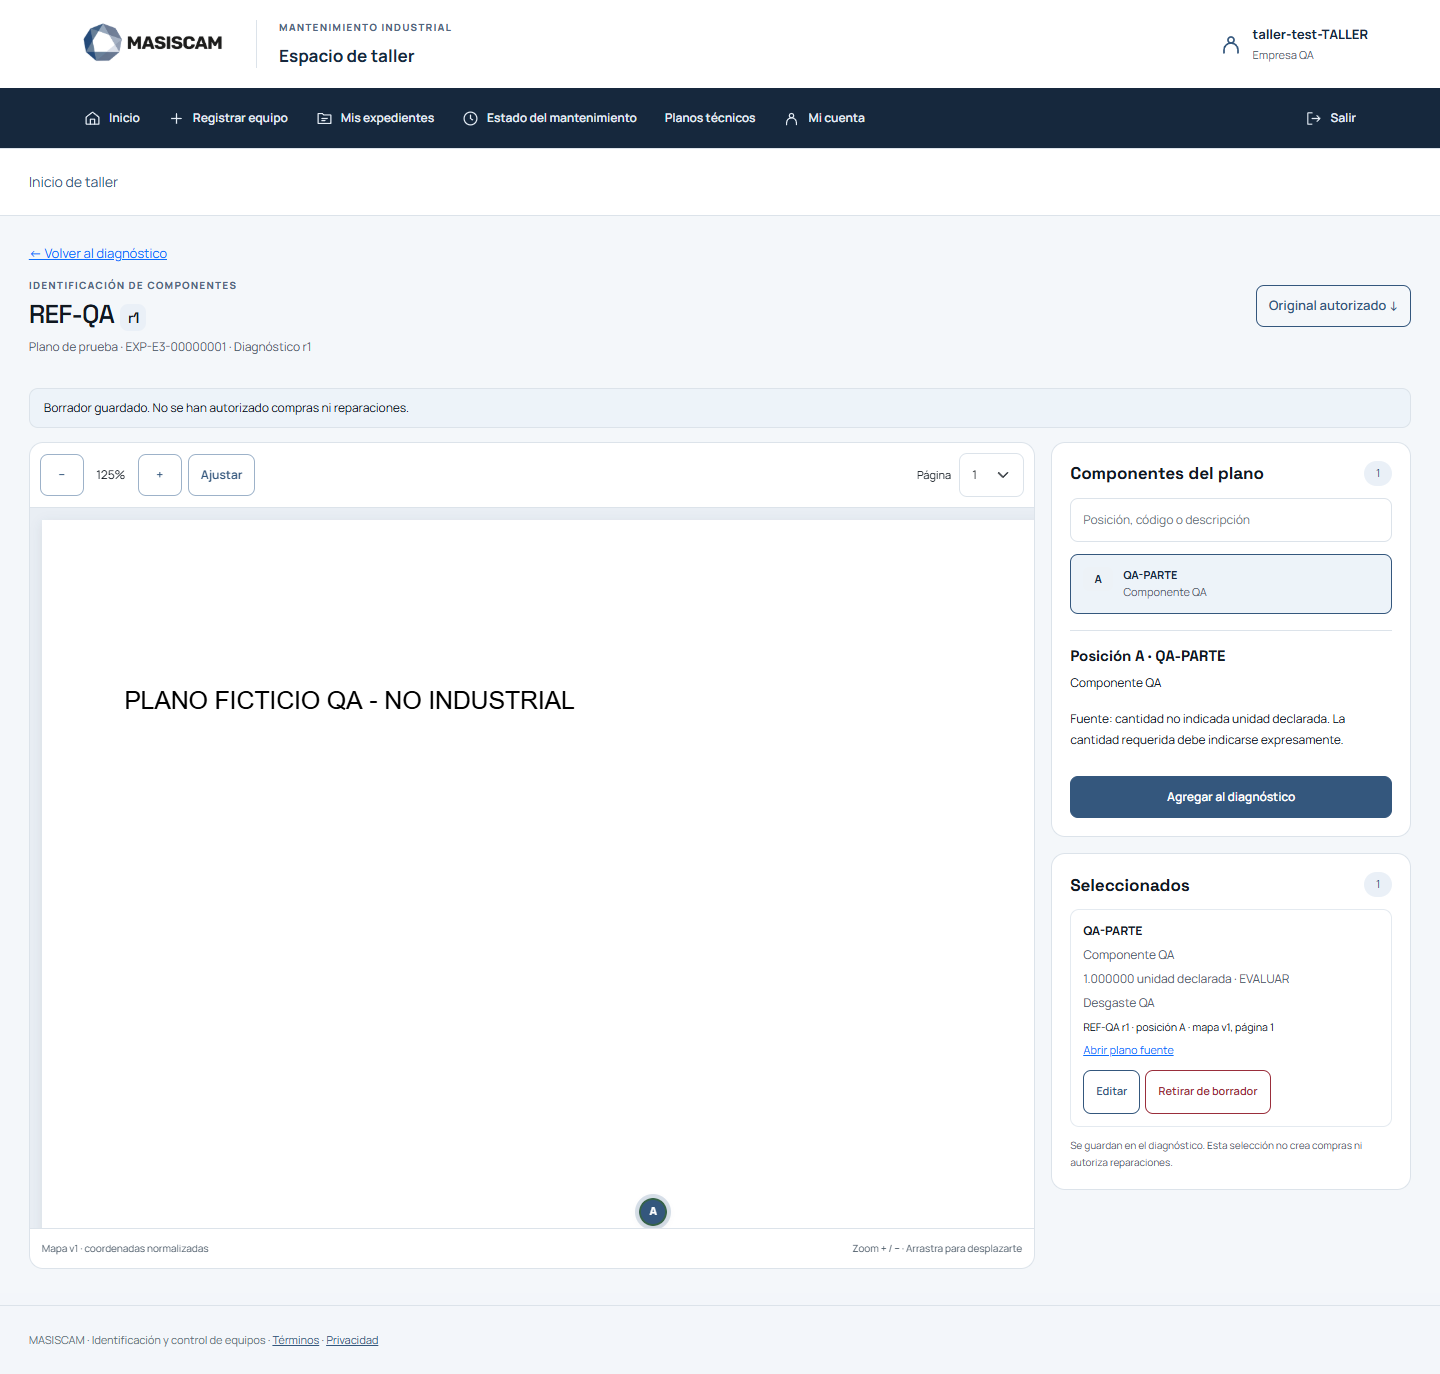 MASISCAM
MANTENIMIENTO INDUSTRIAL
Espacio de taller
taller-test-TALLER
Empresa QA
Inicio
Registrar equipo
Mis expedientes
Estado del mantenimiento
Planos técnicos
Mi cuenta
Salir
Inicio de taller
← Volver al diagnóstico
IDENTIFICACIÓN DE COMPONENTES
REF-QA r1
Plano de prueba · EXP-E3-00000001 · Diagnóstico r1
Original autorizado ↓
Borrador guardado. No se han autorizado compras ni reparaciones.
−
125%
+
Ajustar
Página
1
PLANO FICTICIO QA - NO INDUSTRIAL
A
Mapa v1 · coordenadas normalizadas
Zoom + / − · Arrastra para desplazarte
Componentes del plano
1
Posición, código o descripción
A
QA-PARTE
Componente QA
Posición A · QA-PARTE
Componente QA
Fuente: cantidad no indicada unidad declarada. La
cantidad requerida debe indicarse expresamente.
Agregar al diagnóstico
Seleccionados
1
QA-PARTE
Componente QA
1.000000 unidad declarada · EVALUAR
Desgaste QA
REF-QA r1 · posición A · mapa v1, página 1
Abrir plano fuente
Editar
Retirar de borrador
Se guardan en el diagnóstico. Esta selección no crea compras ni
autoriza reparaciones.
MASISCAM · Identificación y control de equipos · Términos · Privacidad